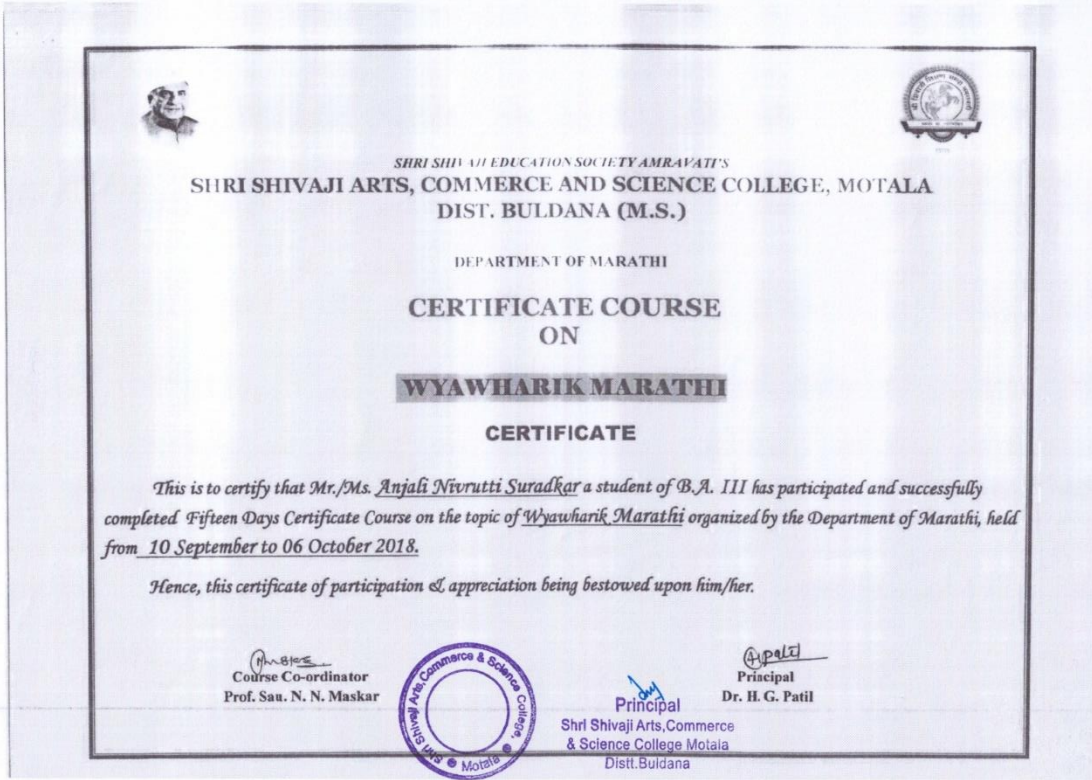 SHRI SHIVAJI EDUCATION SOCIETY AMRAVATI'S
SHRI SHIVAJI ARTS, COMMERCE AND SCIENCE COLLEGE, MOTALA
DIST. BULDANA (M.S.)
DEPARTMENT OF MARATHI
CERTIFICATE COURSE
ON
WYAWHARIK MARATHI
CERTIFICATE
This is to certify that Mr./Ms. Anjali Nivrutti Suradkar a student of B.A. III has participated and successfully
completed Fifteen Days Certificate Course on the topic of Wyawharik Marathi organized by the Department of Marathi, held
from 10 September to 06 October 2018.
Hence, this certificate of participation & appreciation being bestowed upon him/her.
Course Co-ordinator
Prof. Sau. N. N. Maskar
Shri Shivaji Arts, Commerce & Science College, Motala
Principal
Shri Shivaji Arts,Commerce
& Science College Motala
Distt.Buldana
Principal
Dr. H. G. Patil